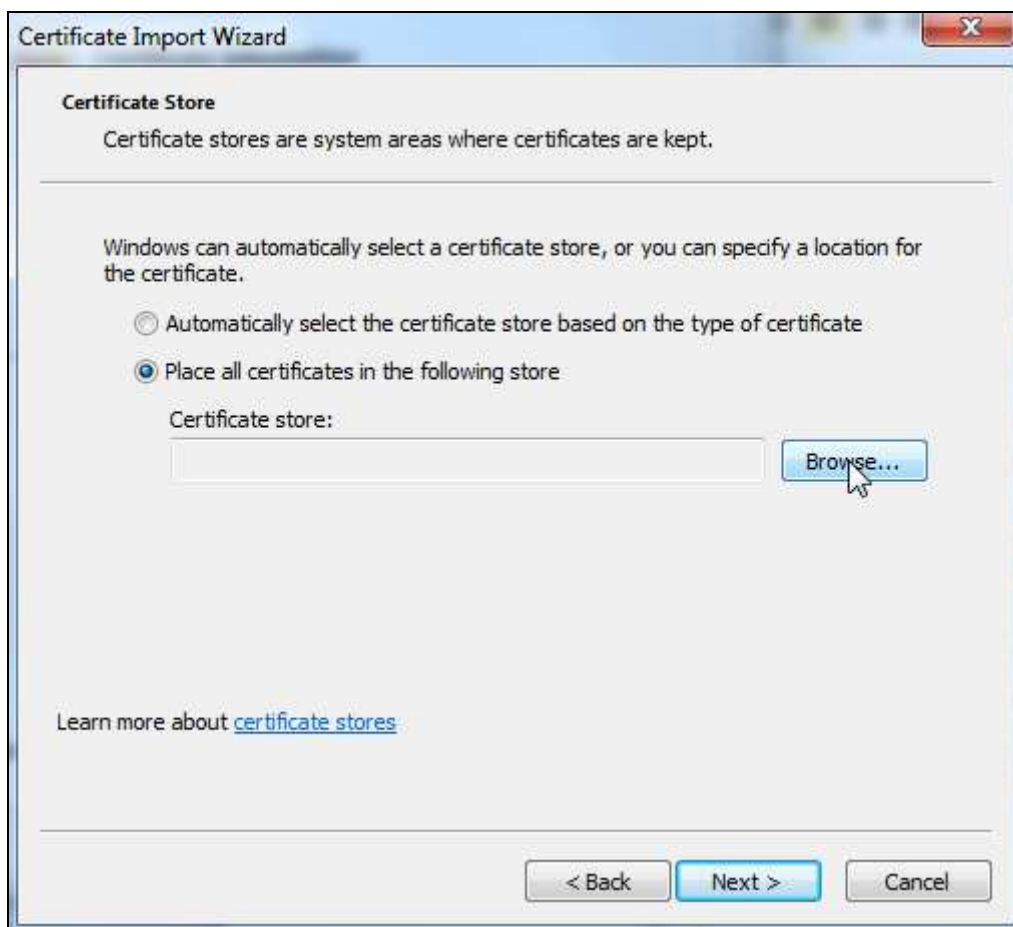 Certificate Import Wizard
Certificate Store
Certificate stores are system areas where certificates are kept.
Windows can automatically select a certificate store, or you can specify a location for
the certificate.
Automatically select the certificate store based on the type of certificate
Place all certificates in the following store
Certificate store:
Browse...
Learn more about certificate stores
< Back Next > Cancel